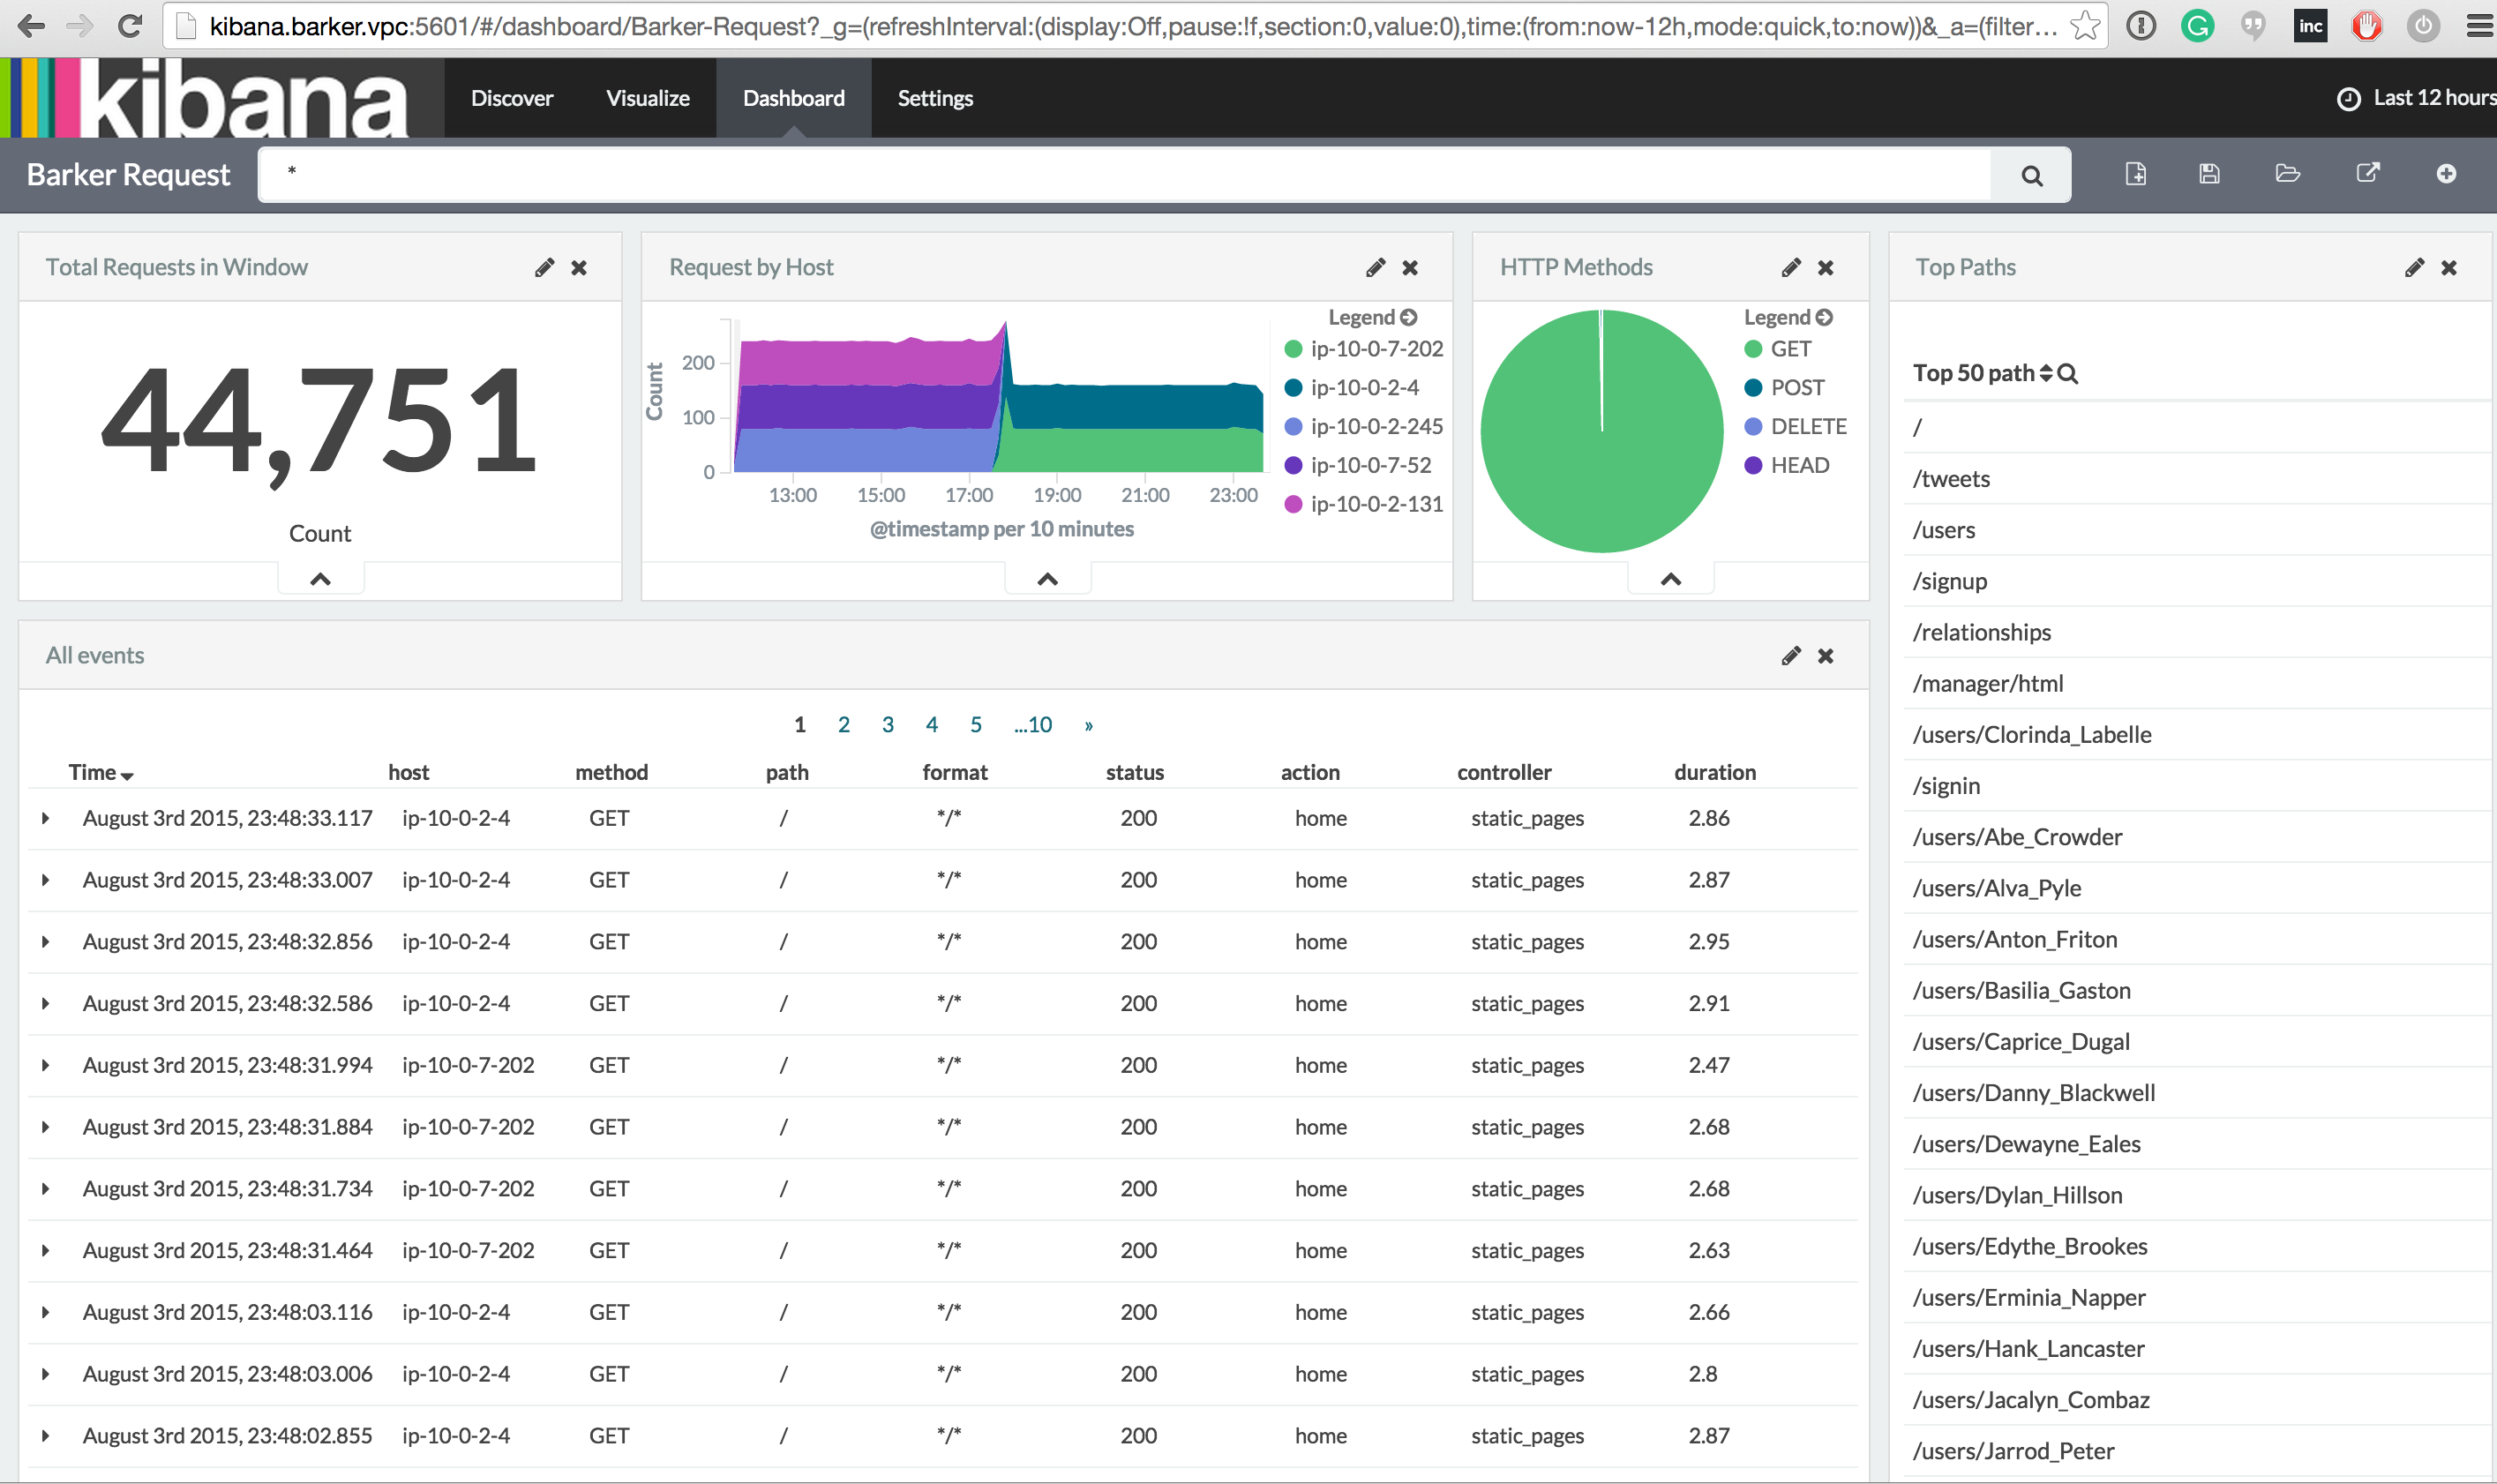 kibana.barker.vpc:5601/#/dashboard/Barker-Request?_g=(refreshInterval:(display:Off,pause:!f,section:0,value:0),time:(from:now-12h,mode:quick,to:now))&_a=(filter…
inc
kibana Discover Visualize Dashboard Settings Last 12 hours
Barker Request *
Total Requests in Window
44,751
Count
Request by Host
Count
200
100
0
13:00 15:00 17:00 19:00 21:00 23:00
@timestamp per 10 minutes
Legend
ip-10-0-7-202
ip-10-0-2-4
ip-10-0-2-245
ip-10-0-7-52
ip-10-0-2-131
HTTP Methods
Legend
GET
POST
DELETE
HEAD
Top Paths
Top 50 path
/
/tweets
/users
/signup
/relationships
/manager/html
/users/Clorinda_Labelle
/signin
/users/Abe_Crowder
/users/Alva_Pyle
/users/Anton_Friton
/users/Basilia_Gaston
/users/Caprice_Dugal
/users/Danny_Blackwell
/users/Dewayne_Eales
/users/Dylan_Hillson
/users/Edythe_Brookes
/users/Erminia_Napper
/users/Hank_Lancaster
/users/Jacalyn_Combaz
/users/Jarrod_Peter
All events
1 2 3 4 5 ...10 »
Time host method path format status action controller duration
August 3rd 2015, 23:48:33.117 ip-10-0-2-4 GET / */* 200 home static_pages 2.86
August 3rd 2015, 23:48:33.007 ip-10-0-2-4 GET / */* 200 home static_pages 2.87
August 3rd 2015, 23:48:32.856 ip-10-0-2-4 GET / */* 200 home static_pages 2.95
August 3rd 2015, 23:48:32.586 ip-10-0-2-4 GET / */* 200 home static_pages 2.91
August 3rd 2015, 23:48:31.994 ip-10-0-7-202 GET / */* 200 home static_pages 2.47
August 3rd 2015, 23:48:31.884 ip-10-0-7-202 GET / */* 200 home static_pages 2.68
August 3rd 2015, 23:48:31.734 ip-10-0-7-202 GET / */* 200 home static_pages 2.68
August 3rd 2015, 23:48:31.464 ip-10-0-7-202 GET / */* 200 home static_pages 2.63
August 3rd 2015, 23:48:03.116 ip-10-0-2-4 GET / */* 200 home static_pages 2.66
August 3rd 2015, 23:48:03.006 ip-10-0-2-4 GET / */* 200 home static_pages 2.8
August 3rd 2015, 23:48:02.855 ip-10-0-2-4 GET / */* 200 home static_pages 2.87